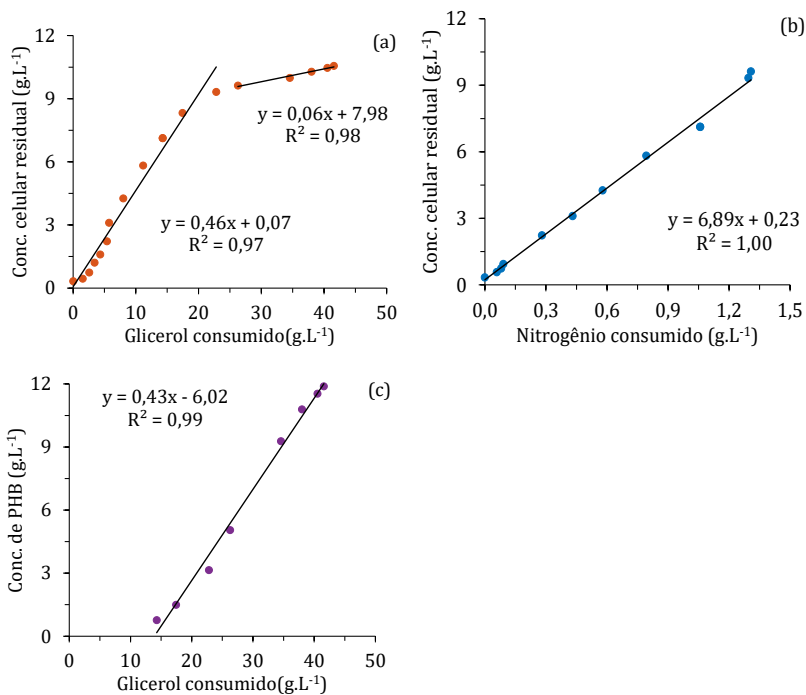 (a)
Conc. celular residual (g.L⁻¹)
12
9
6
3
0
y = 0,06x + 7,98
R² = 0,98
y = 0,46x + 0,07
R² = 0,97
0 10 20 30 40 50
Glicerol consumido(g.L⁻¹)
(b)
Conc. celular residual (g.L⁻¹)
12
9
6
3
0
y = 6,89x + 0,23
R² = 1,00
0,0 0,3 0,6 0,9 1,2 1,5
Nitrogênio consumido (g.L⁻¹)
(c)
Conc. de PHB (g.L⁻¹)
12
9
6
3
0
y = 0,43x - 6,02
R² = 0,99
0 10 20 30 40 50
Glicerol consumido(g.L⁻¹)